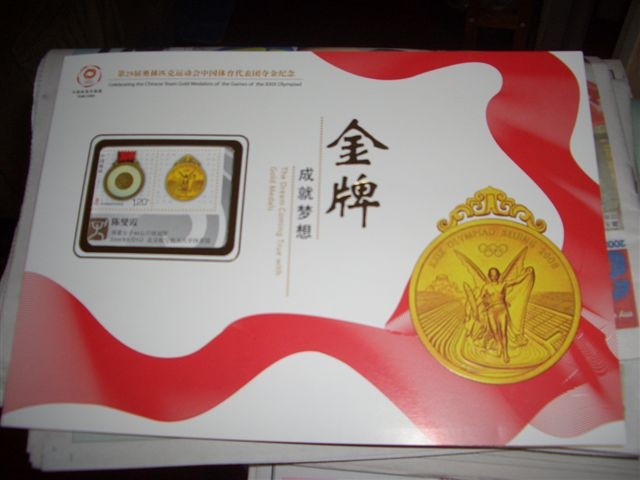 第29届奥林匹克运动会中国体育代表团夺金纪念
Celebrating the Chinese Team Gold Medalists of the Games of the XXIX Olympiad
金牌
成就梦想
The Dream Coming True with
Gold Medals
1.20
陈燮霞
XXIX OLYMPIAD BEIJING 2008